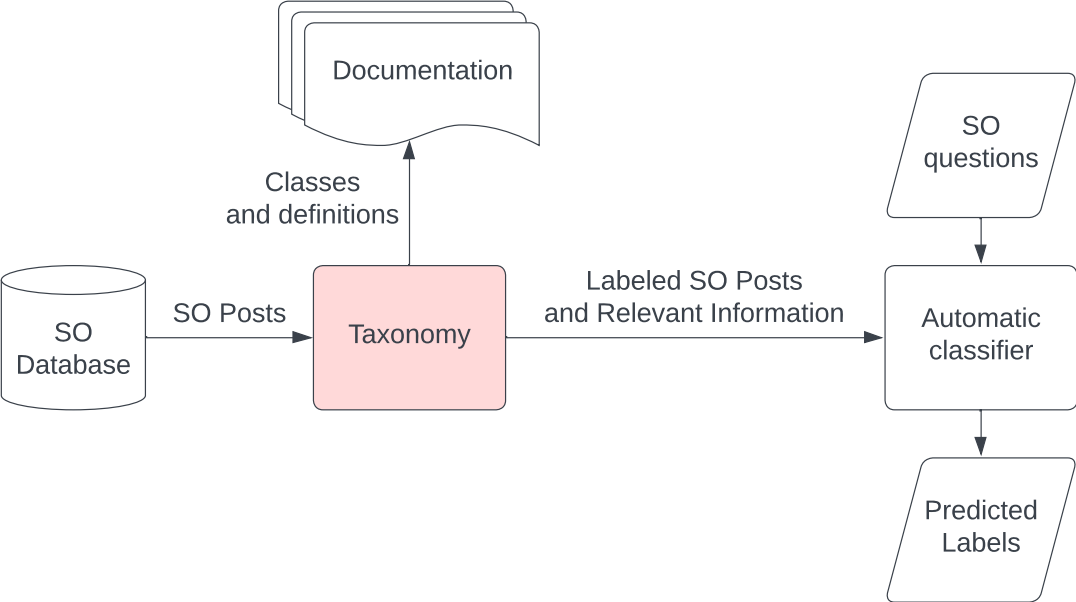 Documentation
SO
questions
Classes
and definitions
SO Posts
Labeled SO Posts
and Relevant Information
SO
Database
Taxonomy
Automatic
classifier
Predicted
Labels